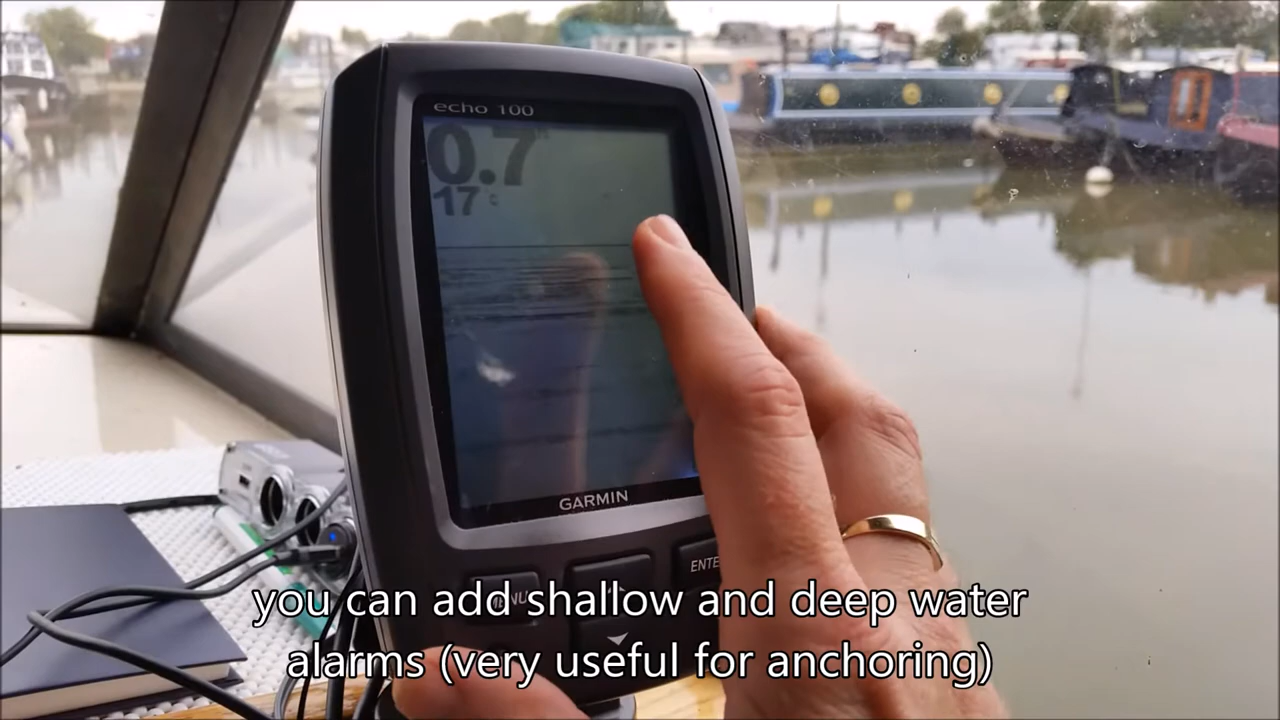 echo 100
0.7
17 °C
GARMIN
MENU
ENTE
you can add shallow and deep water
alarms (very useful for anchoring)